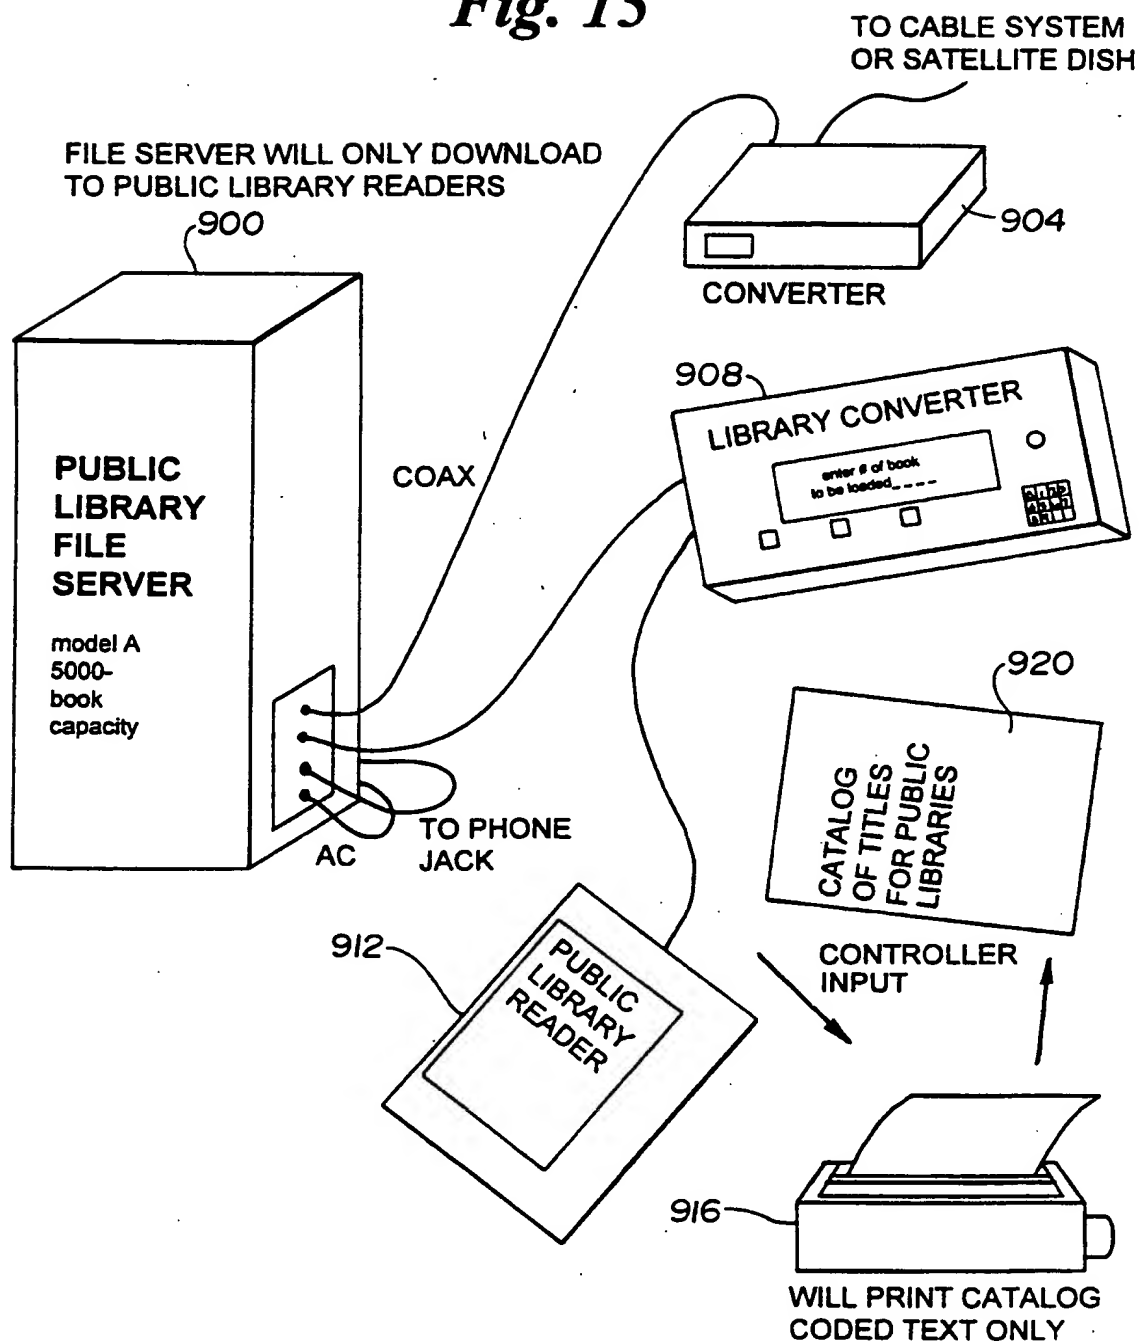 Fig. 15
TO CABLE SYSTEM
OR SATELLITE DISH
FILE SERVER WILL ONLY DOWNLOAD
TO PUBLIC LIBRARY READERS
900
904
CONVERTER
908
LIBRARY CONVERTER
enter # of book
to be loaded_ _ _ _
COAX
PUBLIC
LIBRARY
FILE
SERVER
model A
5000-
book
capacity
920
CATALOG
OF TITLES
FOR PUBLIC
LIBRARIES
TO PHONE
JACK
AC
912
PUBLIC
LIBRARY
READER
CONTROLLER
INPUT
916
WILL PRINT CATALOG
CODED TEXT ONLY